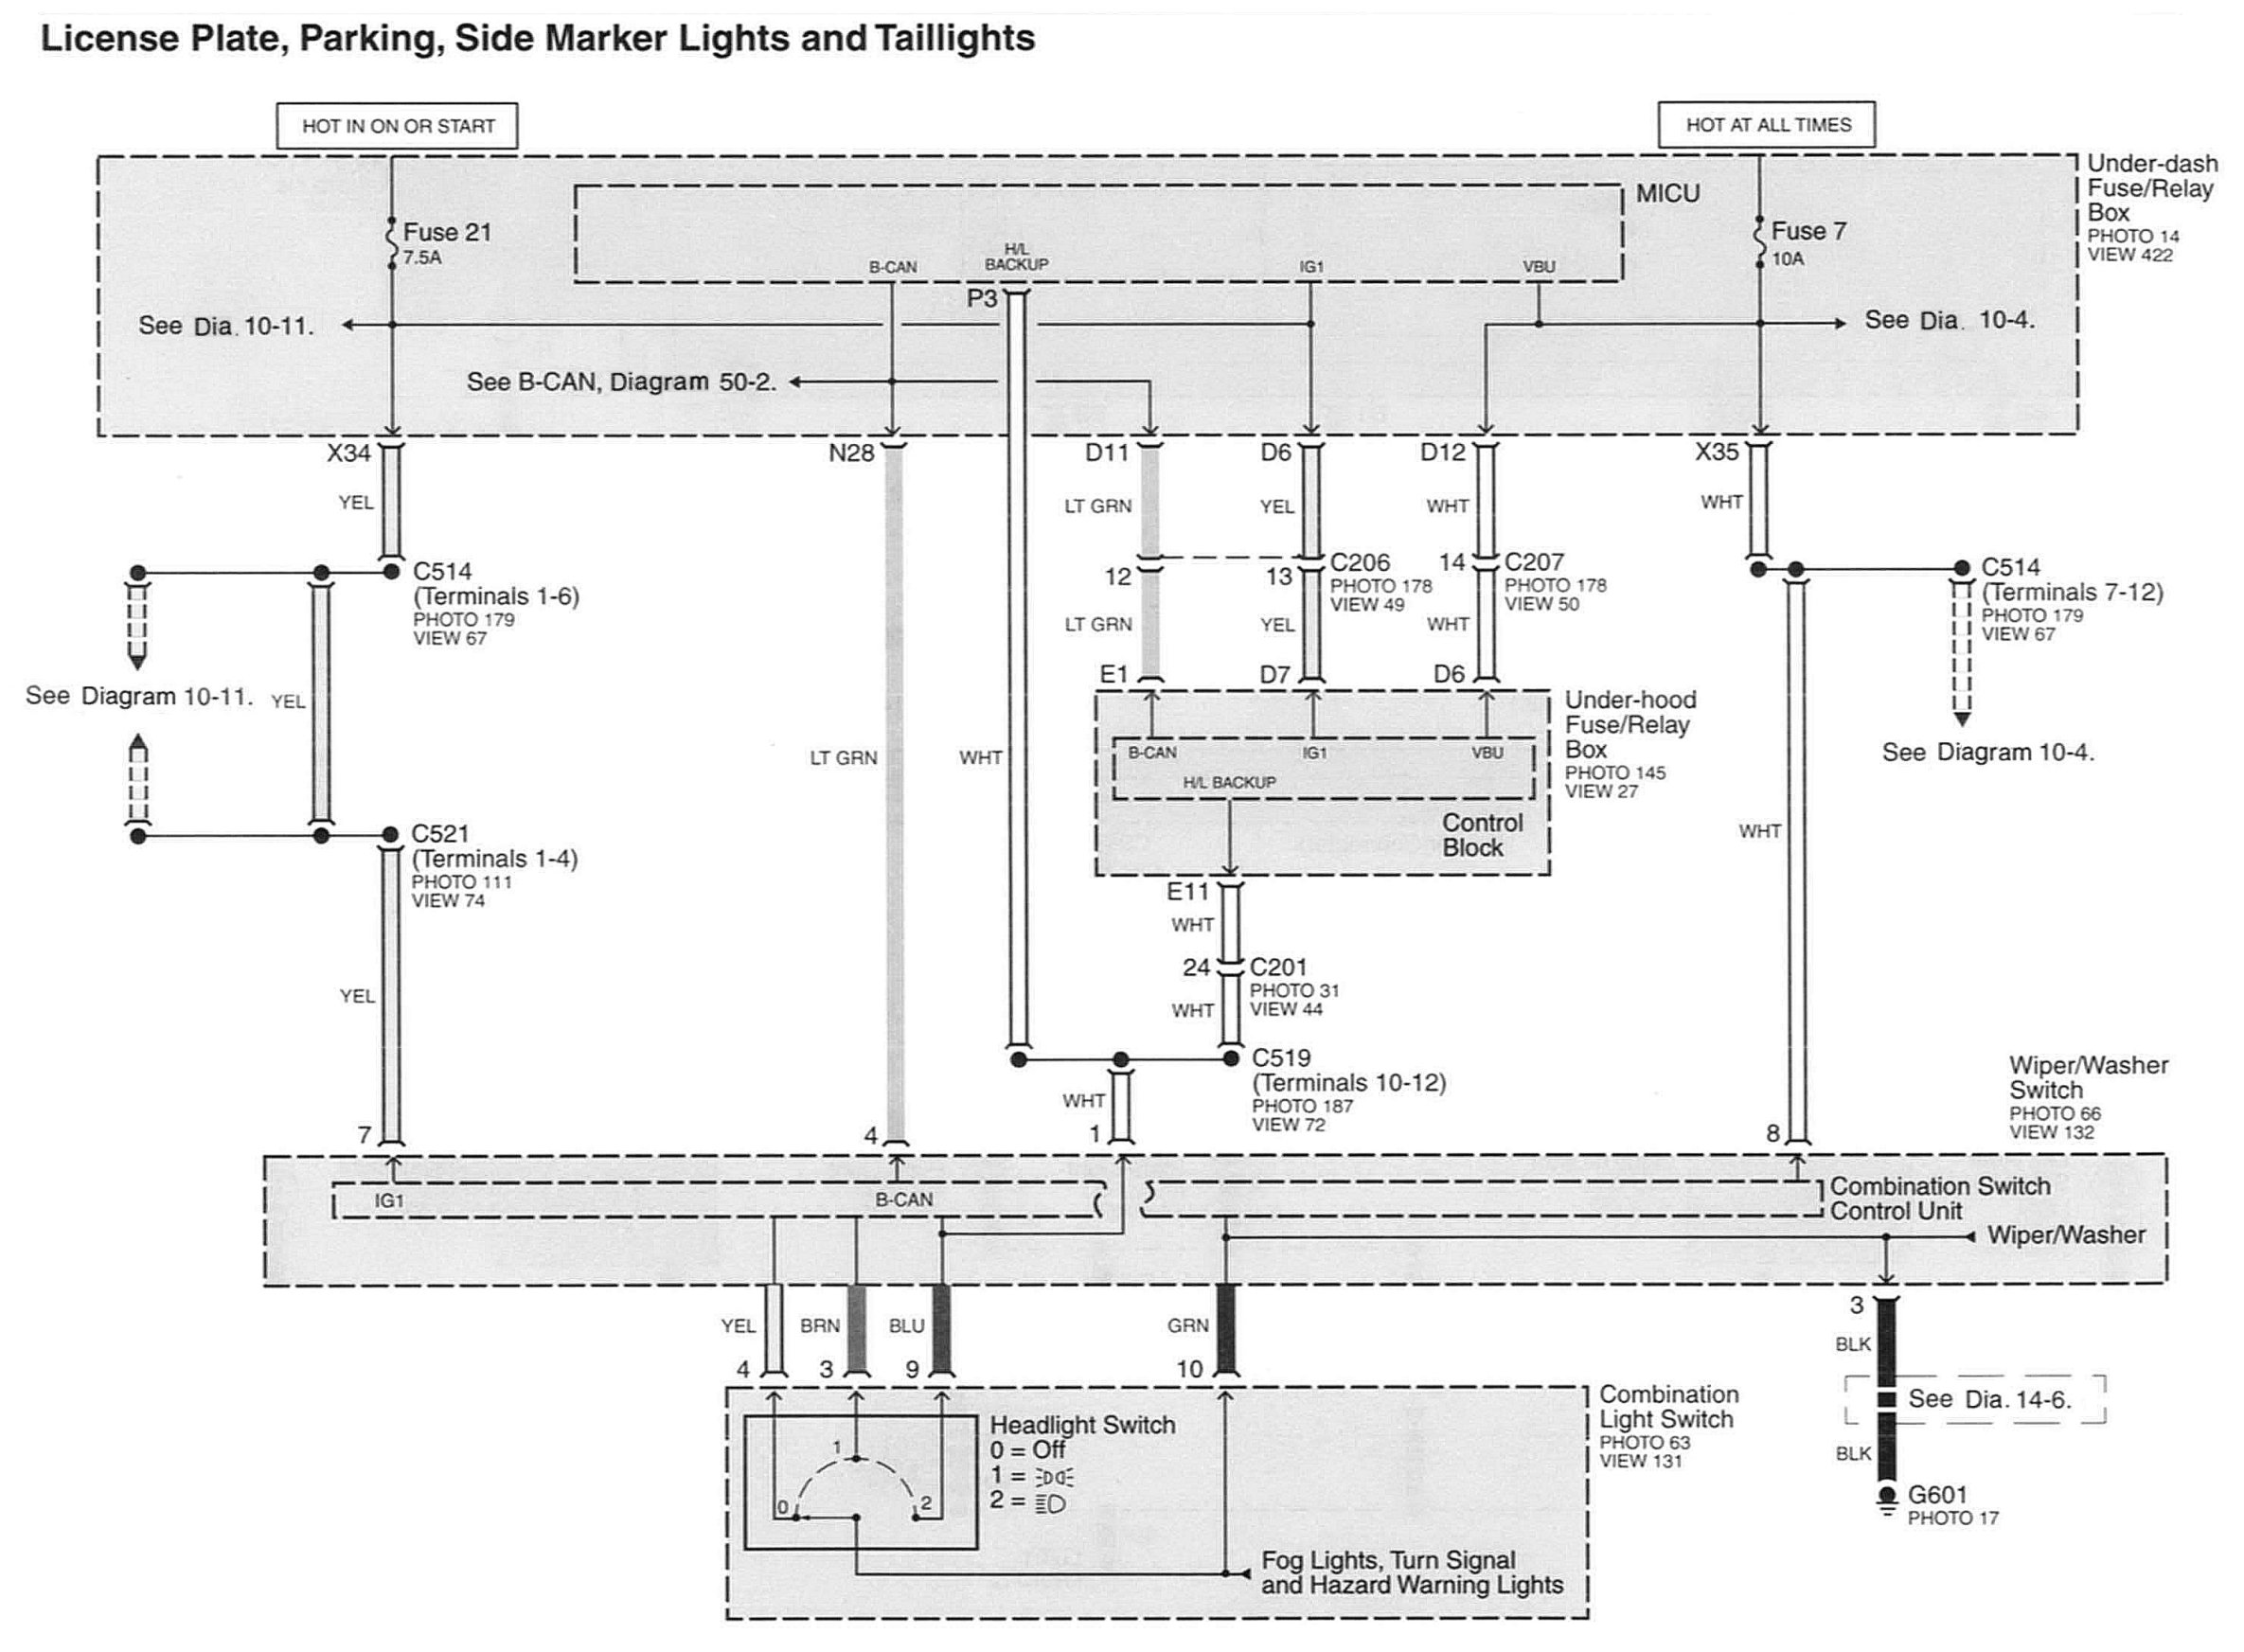 License Plate, Parking, Side Marker Lights and Taillights
HOT IN ON OR START
HOT AT ALL TIMES
Under-dash
Fuse/Relay
Box
PHOTO 14
VIEW 422
MICU
Fuse 21
7.5A
Fuse 7
10A
B-CAN
H/L
BACKUP
IG1
VBU
P3
See Dia. 10-11.
See Dia. 10-4.
See B-CAN, Diagram 50-2.
X34
N28
D11
D6
D12
X35
YEL
LT GRN
YEL
WHT
WHT
C514
(Terminals 1-6)
PHOTO 179
VIEW 67
12
13
C206
PHOTO 178
VIEW 49
14
C207
PHOTO 178
VIEW 50
C514
(Terminals 7-12)
PHOTO 179
VIEW 67
LT GRN
YEL
WHT
E1
D7
D6
See Diagram 10-11.
YEL
Under-hood
Fuse/Relay
Box
PHOTO 145
VIEW 27
B-CAN
IG1
VBU
H/L BACKUP
Control
Block
See Diagram 10-4.
LT GRN
WHT
WHT
C521
(Terminals 1-4)
PHOTO 111
VIEW 74
E11
WHT
24
C201
PHOTO 31
VIEW 44
WHT
YEL
C519
(Terminals 10-12)
PHOTO 187
VIEW 72
WHT
Wiper/Washer
Switch
PHOTO 66
VIEW 132
7
4
1
8
IG1
B-CAN
Combination Switch
Control Unit
Wiper/Washer
YEL
BRN
BLU
GRN
4
3
9
10
3
BLK
See Dia. 14-6.
BLK
G601
PHOTO 17
Combination
Light Switch
PHOTO 63
VIEW 131
Headlight Switch
0 = Off
1 =
2 =
1
0
2
Fog Lights, Turn Signal
and Hazard Warning Lights